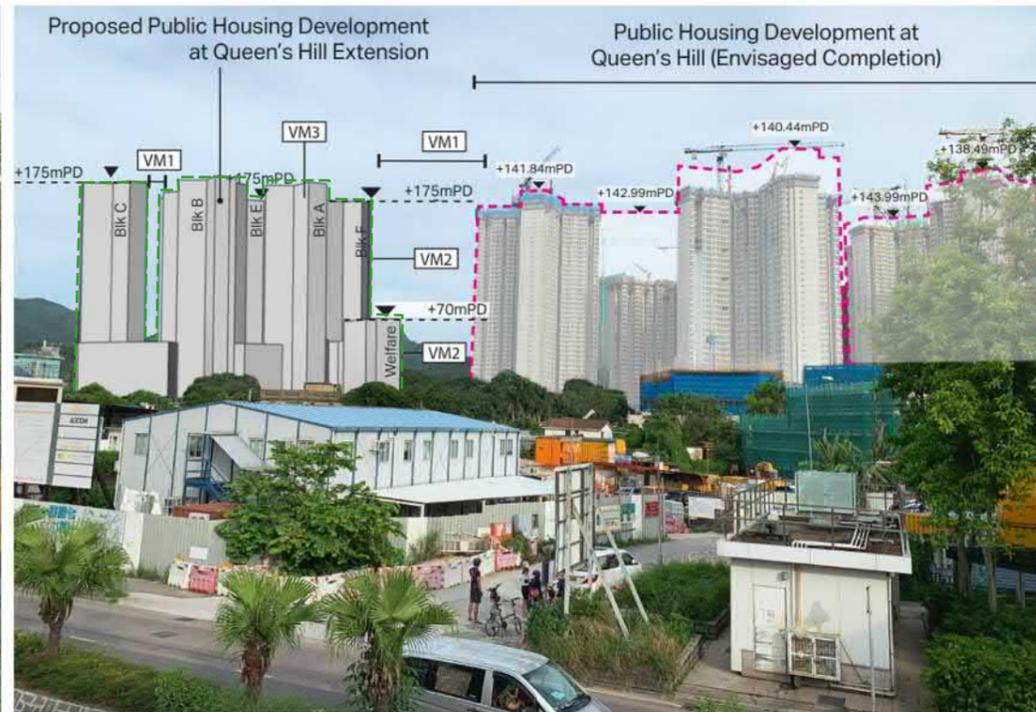 Proposed Public Housing Development
at Queen's Hill Extension
Public Housing Development at
Queen's Hill (Envisaged Completion)
VM3
VM1
+140.44mPD
VM1
+141.84mPD
+138.49mPD
+175mPD
+175mPD
+175mPD
+142.99mPD
+143.99mPD
Blk C
Blk B
Blk E
Blk A
Blk F
VM2
+70mPD
VM2
Welfare
AECOM